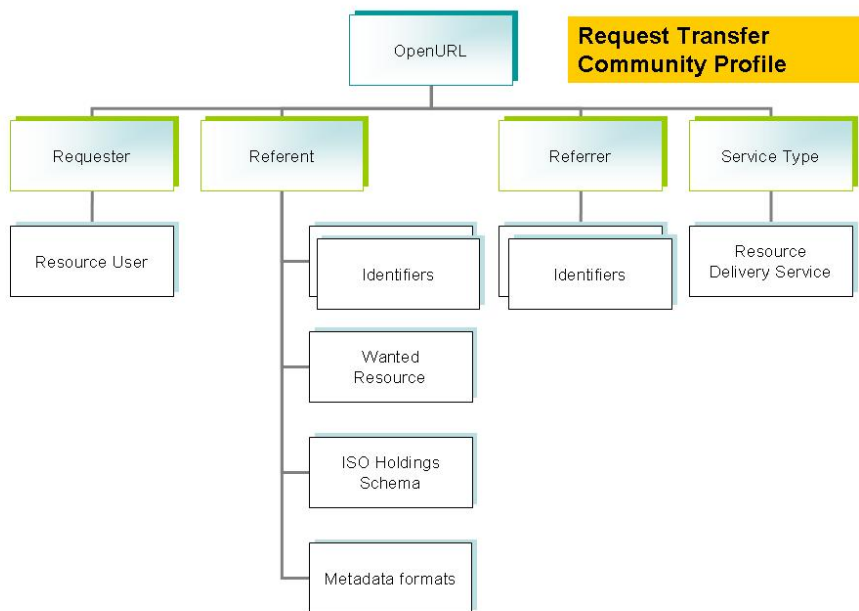 OpenURL
Request Transfer
Community Profile
Requester
Referent
Referrer
Service Type
Resource User
Identifiers
Identifiers
Resource
Delivery Service
Wanted
Resource
ISO Holdings
Schema
Metadata formats